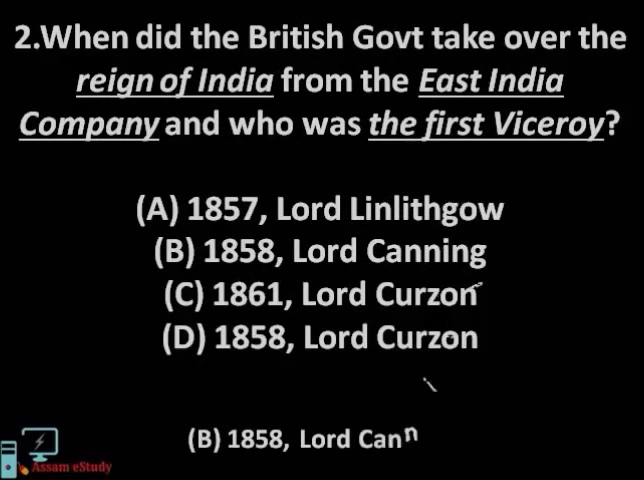 2.When did the British Govt take over the
reign of India from the East India
Company and who was the first Viceroy?
(A) 1857, Lord Linlithgow
(B) 1858, Lord Canning
(C) 1861, Lord Curzon
(D) 1858, Lord Curzon
(B) 1858, Lord Cann
Assam eStudy